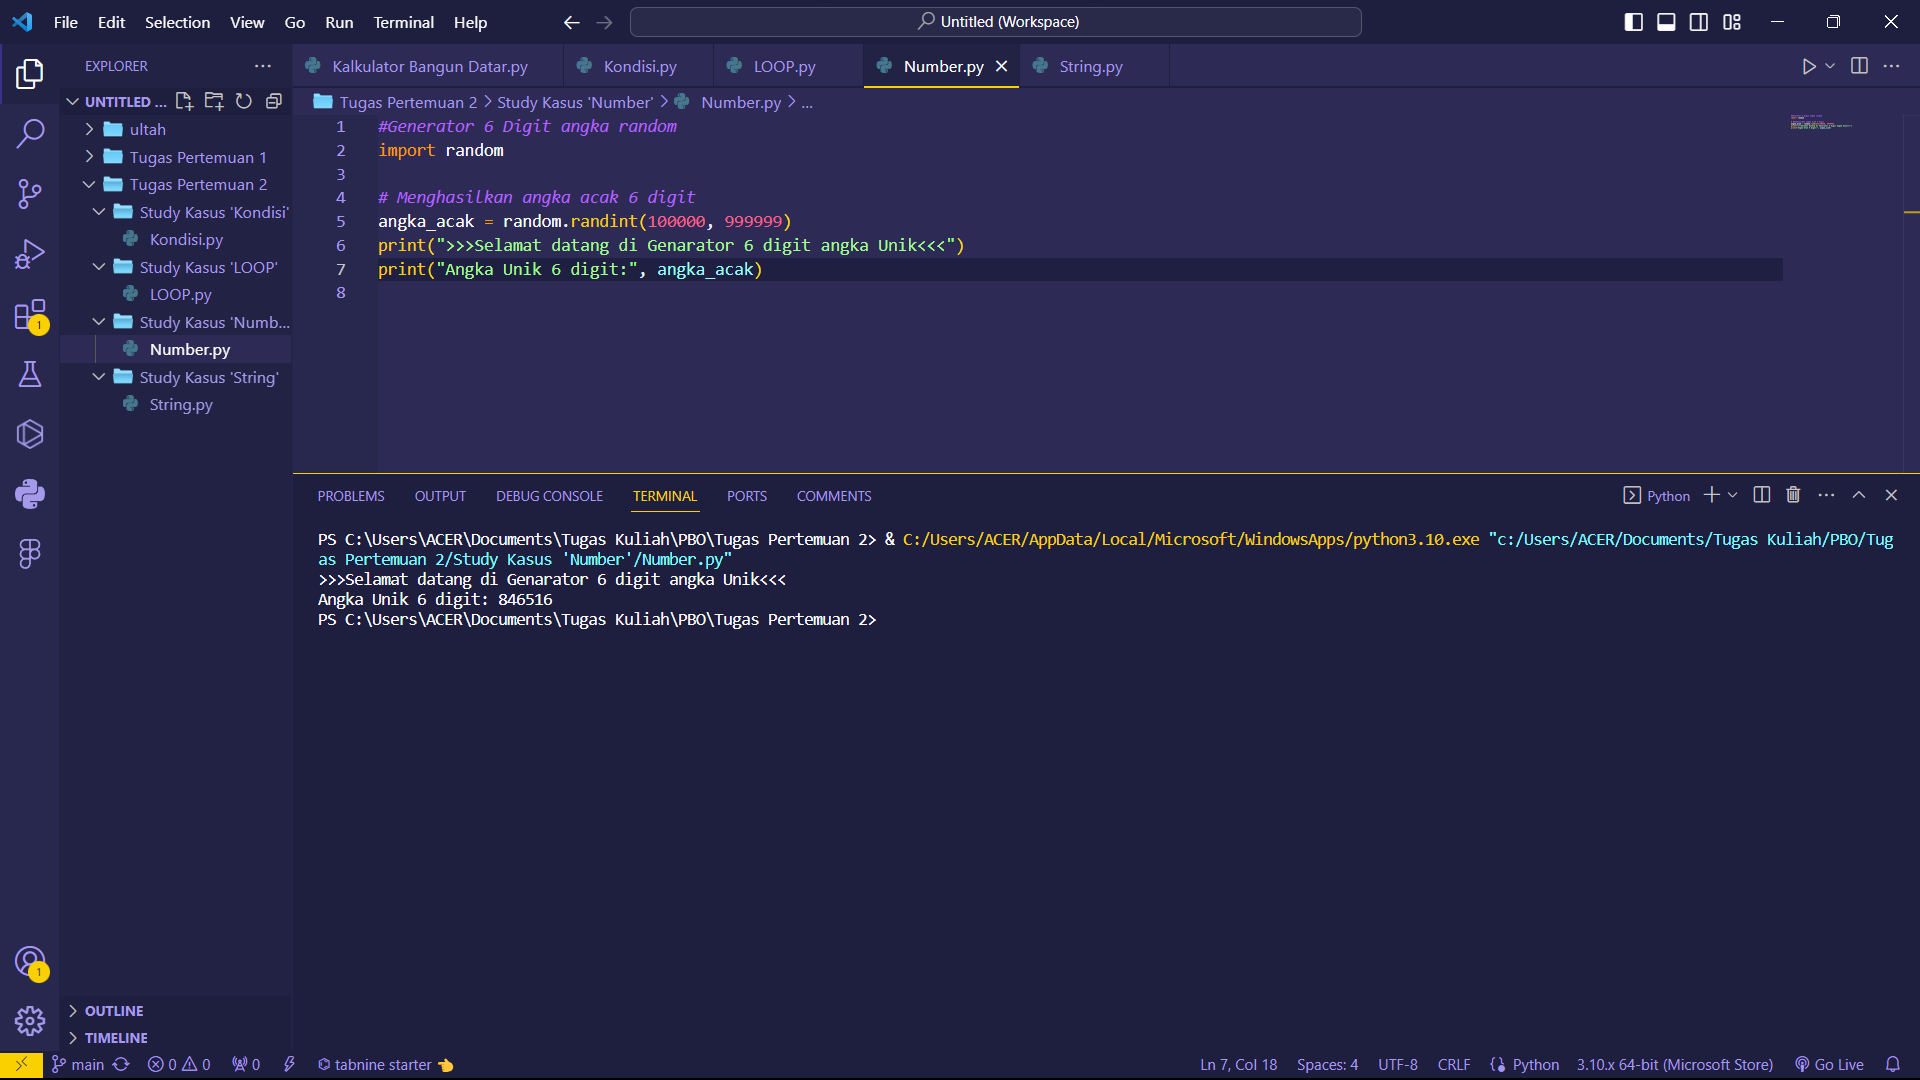 File Edit Selection View Go Run Terminal Help
Untitled (Workspace)
EXPLORER
Kalkulator Bangun Datar.py
Kondisi.py
LOOP.py
Number.py
String.py
UNTITLED ...
ultah
Tugas Pertemuan 1
Tugas Pertemuan 2
Study Kasus 'Kondisi'
Kondisi.py
Study Kasus 'LOOP'
LOOP.py
Study Kasus 'Numb...
Number.py
Study Kasus 'String'
String.py
OUTLINE
TIMELINE
Tugas Pertemuan 2 > Study Kasus 'Number' > Number.py > ...
1 #Generator 6 Digit angka random
2 import random
3
4 # Menghasilkan angka acak 6 digit
5 angka_acak = random.randint(100000, 999999)
6 print(">>>Selamat datang di Genarator 6 digit angka Unik<<<")
7 print("Angka Unik 6 digit:", angka_acak)
8
PROBLEMS OUTPUT DEBUG CONSOLE TERMINAL PORTS COMMENTS
Python
PS C:\Users\ACER\Documents\Tugas Kuliah\PBO\Tugas Pertemuan 2> & C:/Users/ACER/AppData/Local/Microsoft/WindowsApps/python3.10.exe "c:/Users/ACER/Documents/Tugas Kuliah/PBO/Tug
as Pertemuan 2/Study Kasus 'Number'/Number.py"
>>>Selamat datang di Genarator 6 digit angka Unik<<<
Angka Unik 6 digit: 846516
PS C:\Users\ACER\Documents\Tugas Kuliah\PBO\Tugas Pertemuan 2>
1
1
main 0 0 0 tabnine starter Ln 7, Col 18 Spaces: 4 UTF-8 CRLF Python 3.10.x 64-bit (Microsoft Store) Go Live